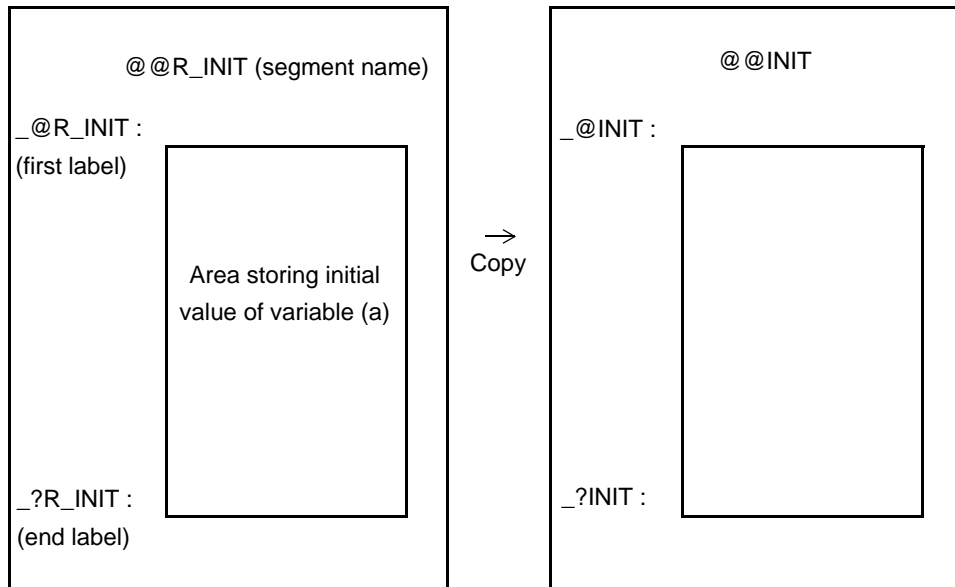 @@R_INIT (segment name)
_@R_INIT :
(first label)
Area storing initial
value of variable (a)
_?R_INIT :
(end label)
→
Copy
@@INIT
_@INIT :
_?INIT :